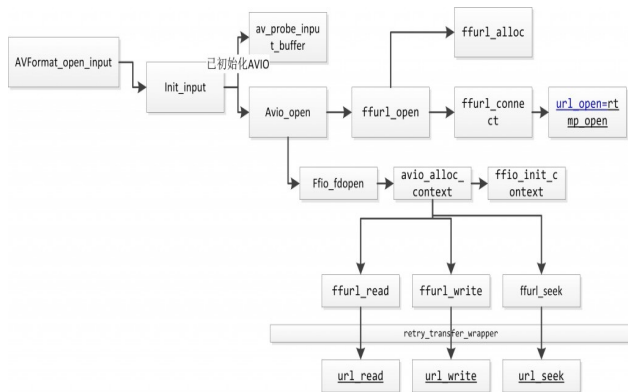 av_probe_inpu
t_buffer
ffurl_alloc
AVFormat_open_input
已初始化AVIO
Init_input
Avio_open
ffurl_open
ffurl_conne
ct
url_open=rt
mp_open
Ffio_fdopen
avio_alloc_
context
ffio_init_c
ontext
ffurl_read
ffurl_write
ffurl_seek
retry_transfer_wrapper
url_read
url_write
url_seek